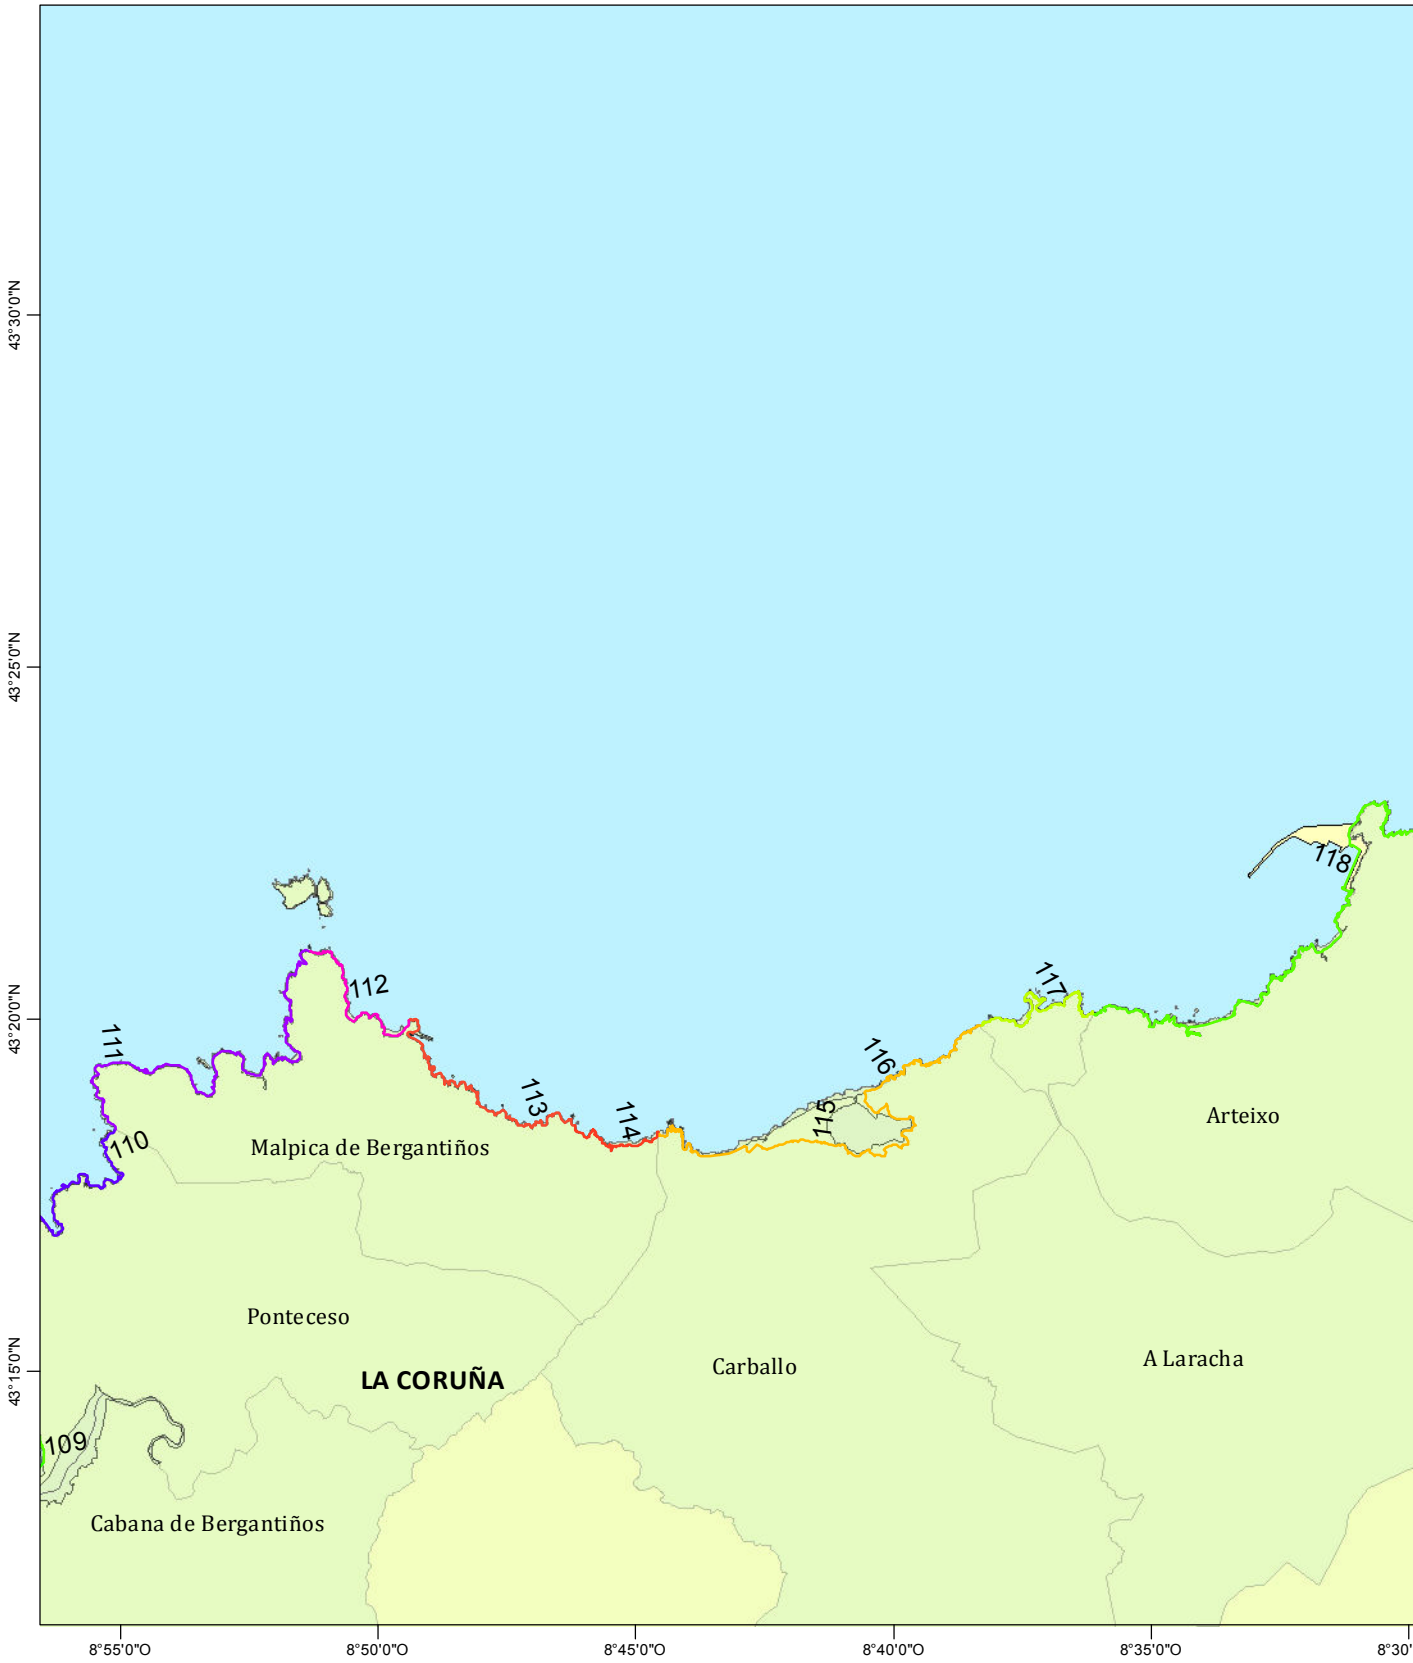 43°30'0"N
43°25'0"N
118
112
117
43°20'0"N
111
116
113
114
115
110
Arteixo
Malpica de Bergantiños
Ponteceso
A Laracha
Carballo
43°15'0"N
LA CORUÑA
109
Cabana de Bergantiños
8°55'0"O
8°50'0"O
8°45'0"O
8°40'0"O
8°35'0"O
8°30'